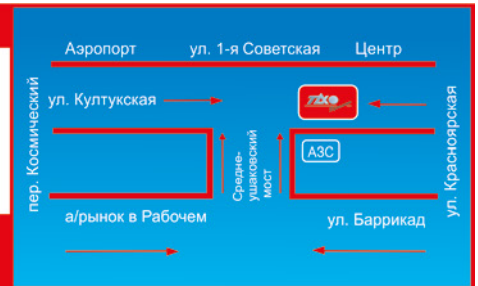 Аэропорт
ул. 1-я Советская
Центр
пер. Космический
ул. Култукская
ул. Красноярская
Средне-
ушаковский
мост
АЗС
а/рынок в Рабочем
ул. Баррикад